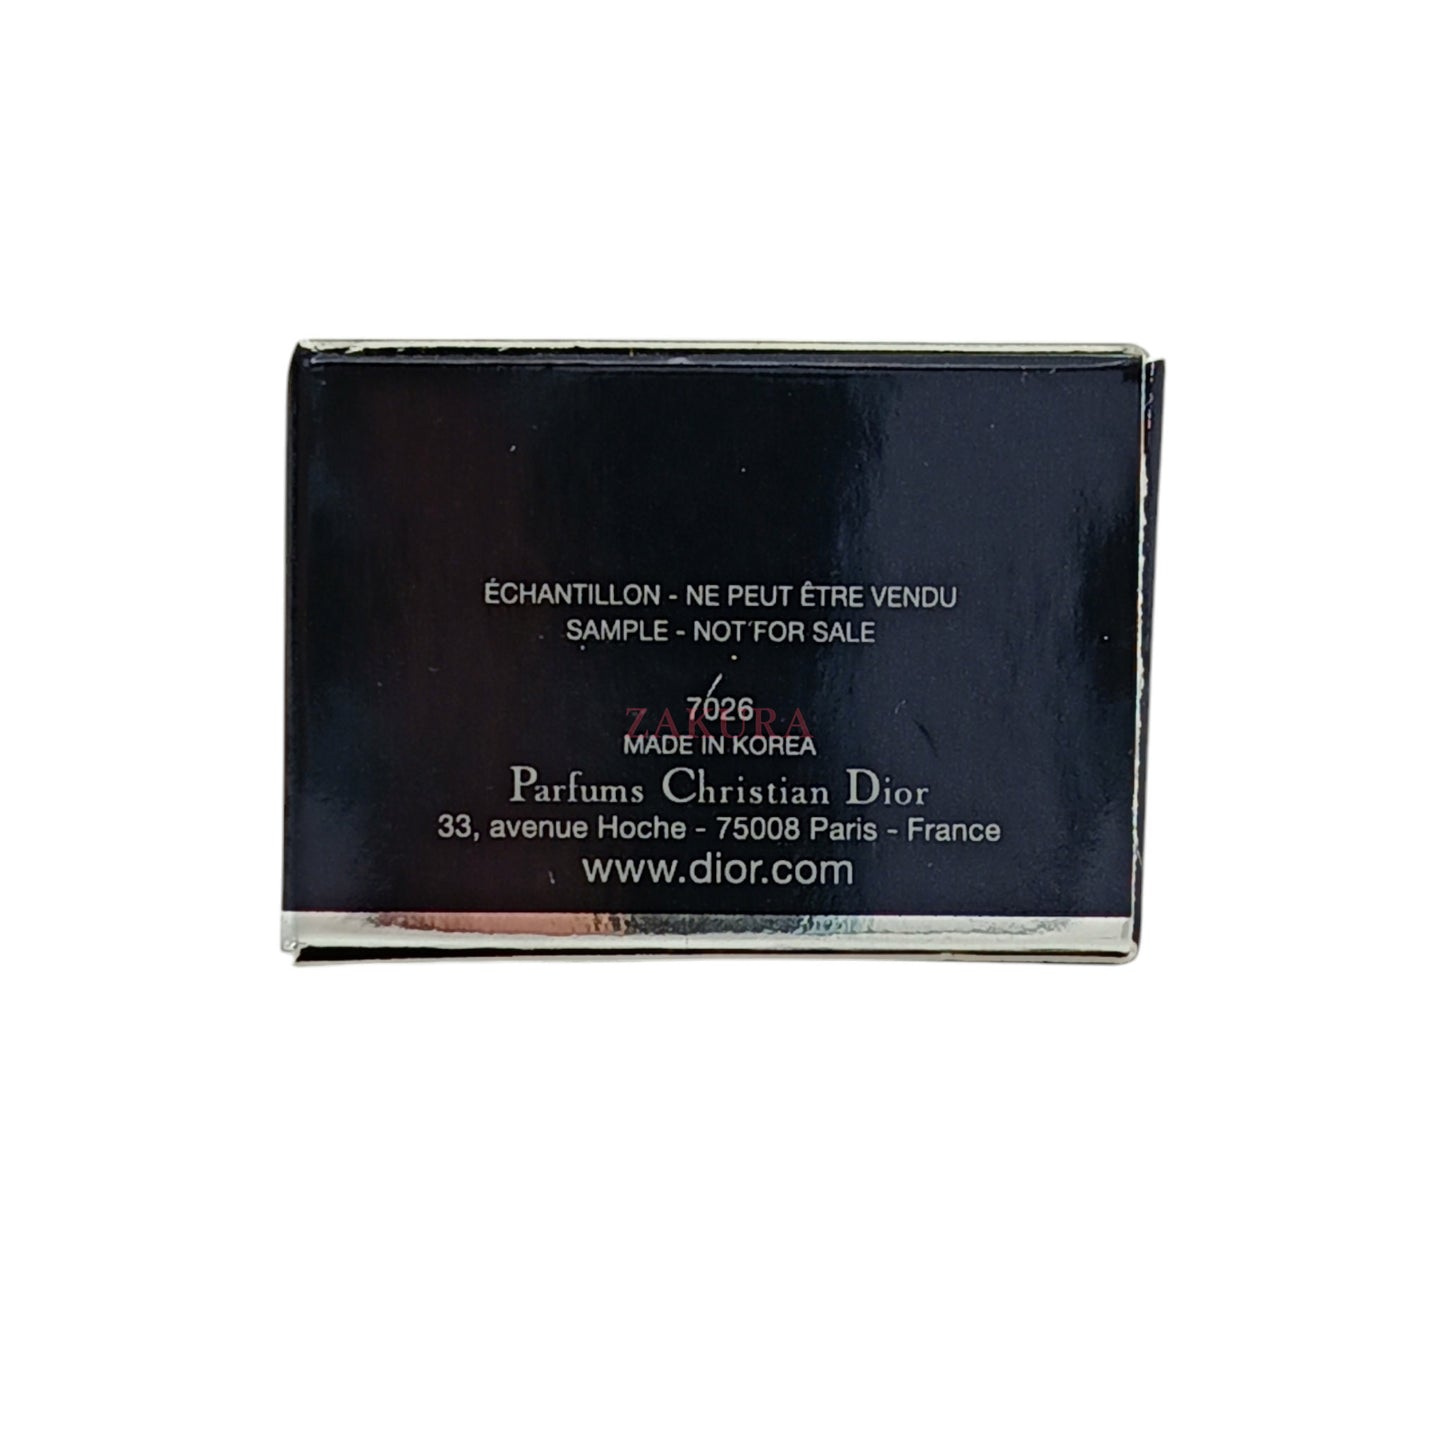 ÉCHANTILLON - NE PEUT ÊTRE VENDU
SAMPLE - NOT FOR SALE
7026
ZAKURA
MADE IN KOREA
Parfums Christian Dior
33, avenue Hoche - 75008 Paris - France
www.dior.com